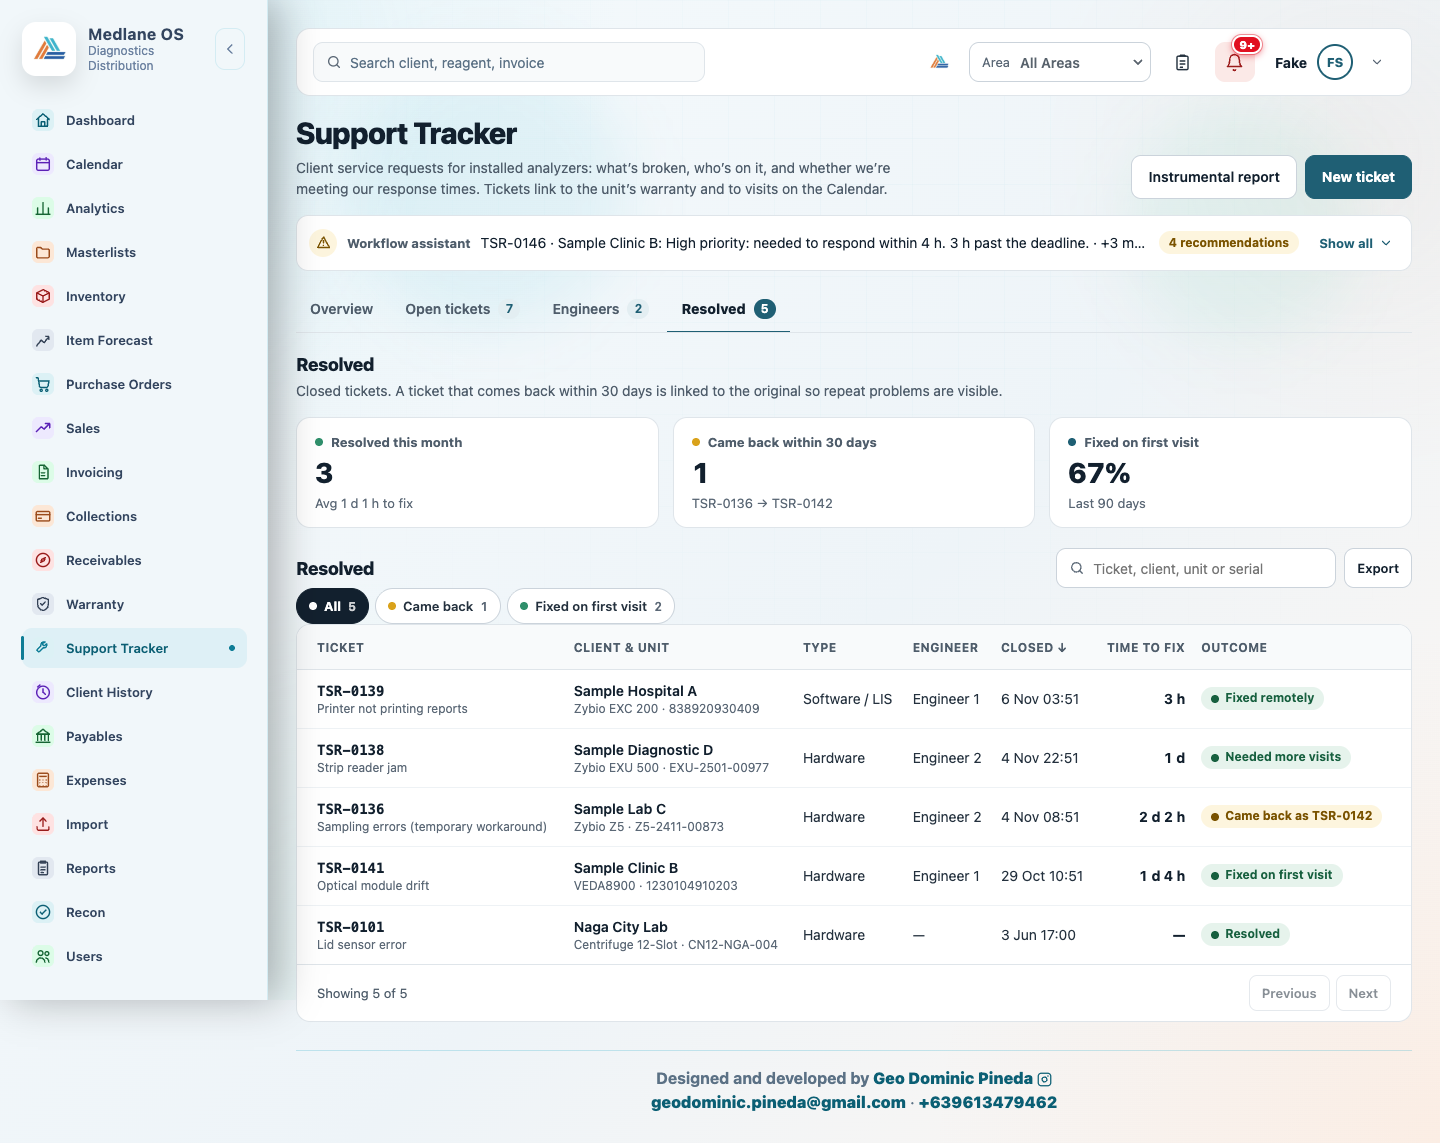 Medlane OS
Diagnostics
Distribution
Dashboard
Calendar
Analytics
Masterlists
Inventory
Item Forecast
Purchase Orders
Sales
Invoicing
Collections
Receivables
Warranty
Support Tracker
Client History
Payables
Expenses
Import
Reports
Recon
Users
Search client, reagent, invoice
Area All Areas
9+
Fake FS
Support Tracker
Client service requests for installed analyzers: what’s broken, who’s on it, and whether we’re
meeting our response times. Tickets link to the unit’s warranty and to visits on the Calendar.
Instrumental report
New ticket
Workflow assistant TSR-0146 · Sample Clinic B: High priority: needed to respond within 4 h. 3 h past the deadline. · +3 m... 4 recommendations Show all
Overview Open tickets 7 Engineers 2 Resolved 5
Resolved
Closed tickets. A ticket that comes back within 30 days is linked to the original so repeat problems are visible.
Resolved this month
3
Avg 1 d 1 h to fix
Came back within 30 days
1
TSR-0136 → TSR-0142
Fixed on first visit
67%
Last 90 days
Resolved
Ticket, client, unit or serial
Export
All 5 Came back 1 Fixed on first visit 2
TICKET CLIENT & UNIT TYPE ENGINEER CLOSED ↓ TIME TO FIX OUTCOME
TSR-0139 Sample Hospital A Software / LIS Engineer 1 6 Nov 03:51 3 h Fixed remotely
Printer not printing reports Zybio EXC 200 · 838920930409
TSR-0138 Sample Diagnostic D Hardware Engineer 2 4 Nov 22:51 1 d Needed more visits
Strip reader jam Zybio EXU 500 · EXU-2501-00977
TSR-0136 Sample Lab C Hardware Engineer 2 4 Nov 08:51 2 d 2 h Came back as TSR-0142
Sampling errors (temporary workaround) Zybio Z5 · Z5-2411-00873
TSR-0141 Sample Clinic B Hardware Engineer 1 29 Oct 10:51 1 d 4 h Fixed on first visit
Optical module drift VEDA8900 · 1230104910203
TSR-0101 Naga City Lab Hardware — 3 Jun 17:00 — Resolved
Lid sensor error Centrifuge 12-Slot · CN12-NGA-004
Showing 5 of 5
Previous Next
Designed and developed by Geo Dominic Pineda
geodominic.pineda@gmail.com · +639613479462